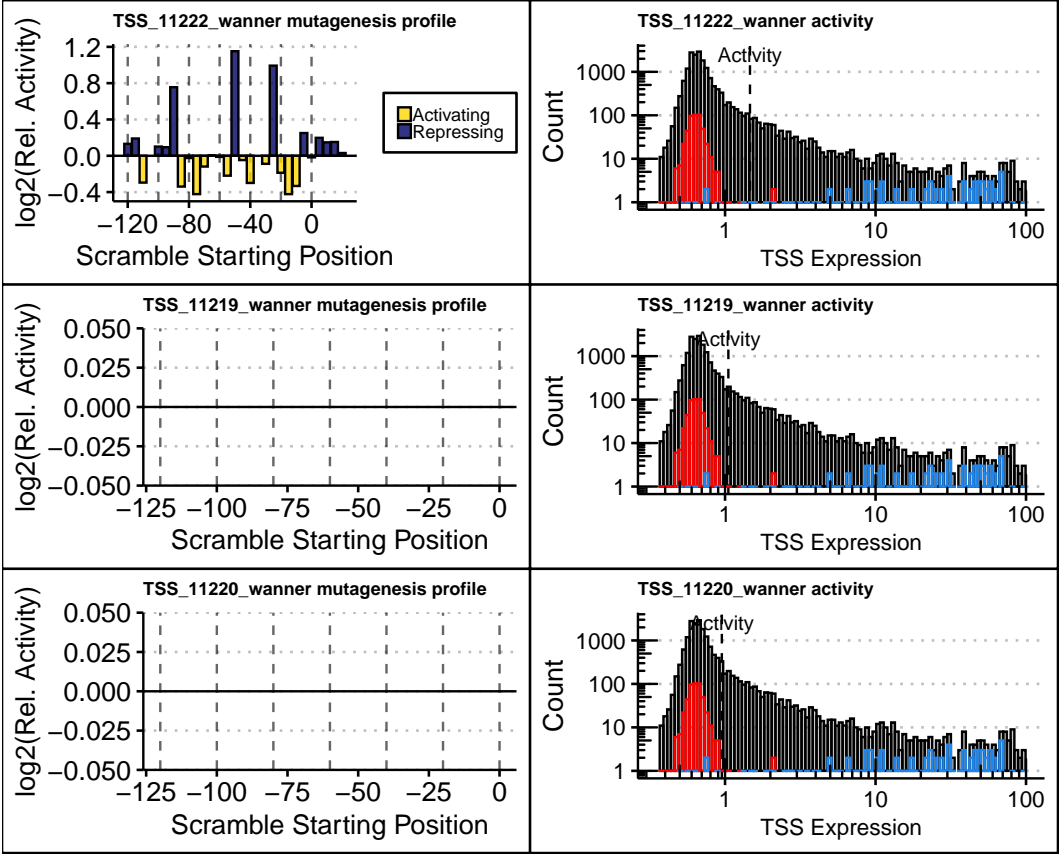 TSS_11222_wanner mutagenesis profile
log2(Rel. Activity)
1.2
0.8
0.4
0.0
−0.4
−120 −80 −40 0
Scramble Starting Position
Activating
Repressing
TSS_11222_wanner activity
Activity
Count
1000
100
10
1
1 10 100
TSS Expression
TSS_11219_wanner mutagenesis profile
log2(Rel. Activity)
0.050
0.025
0.000
−0.025
−0.050
−125 −100 −75 −50 −25 0
Scramble Starting Position
TSS_11219_wanner activity
Activity
Count
1000
100
10
1
1 10 100
TSS Expression
TSS_11220_wanner mutagenesis profile
log2(Rel. Activity)
0.050
0.025
0.000
−0.025
−0.050
−125 −100 −75 −50 −25 0
Scramble Starting Position
TSS_11220_wanner activity
Activity
Count
1000
100
10
1
1 10 100
TSS Expression